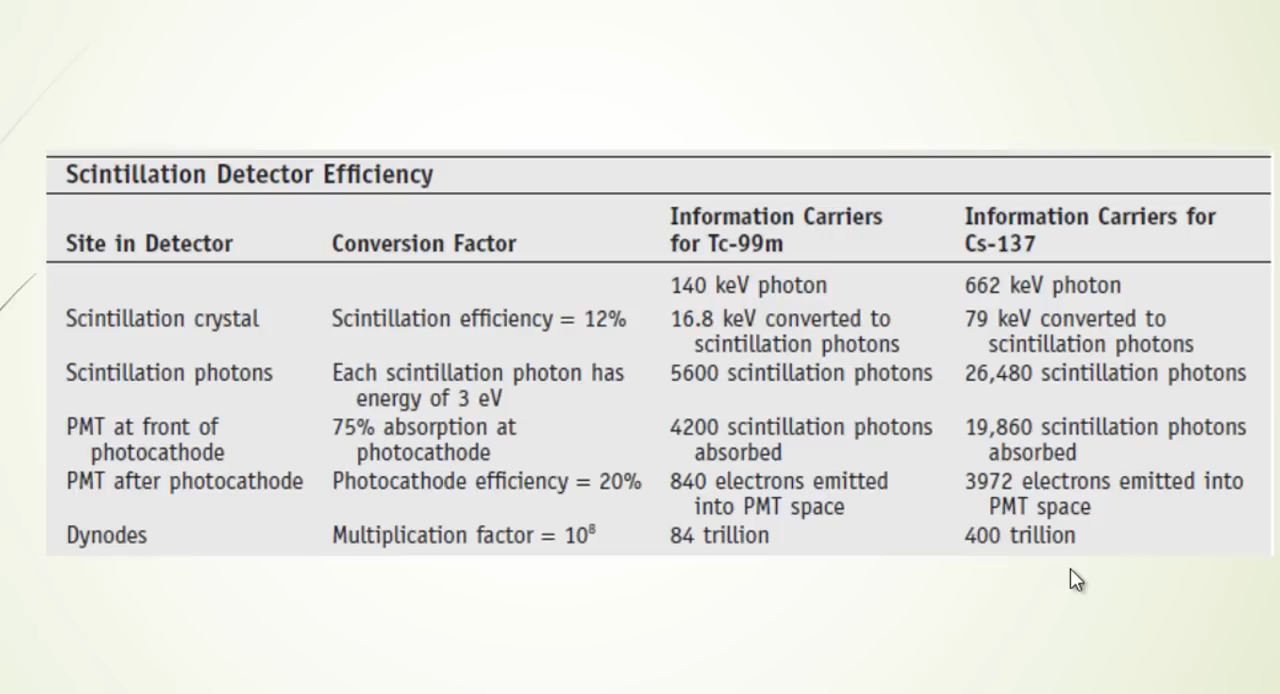 Scintillation Detector Efficiency
Site in Detector
Conversion Factor
Information Carriers
for Tc-99m
Information Carriers for
Cs-137
140 keV photon
662 keV photon
Scintillation crystal
Scintillation efficiency = 12%
16.8 keV converted to
scintillation photons
79 keV converted to
scintillation photons
Scintillation photons
Each scintillation photon has
energy of 3 eV
5600 scintillation photons
26,480 scintillation photons
PMT at front of
photocathode
75% absorption at
photocathode
4200 scintillation photons
absorbed
19,860 scintillation photons
absorbed
PMT after photocathode
Photocathode efficiency = 20%
840 electrons emitted
into PMT space
3972 electrons emitted into
PMT space
Dynodes
Multiplication factor = 10⁸
84 trillion
400 trillion